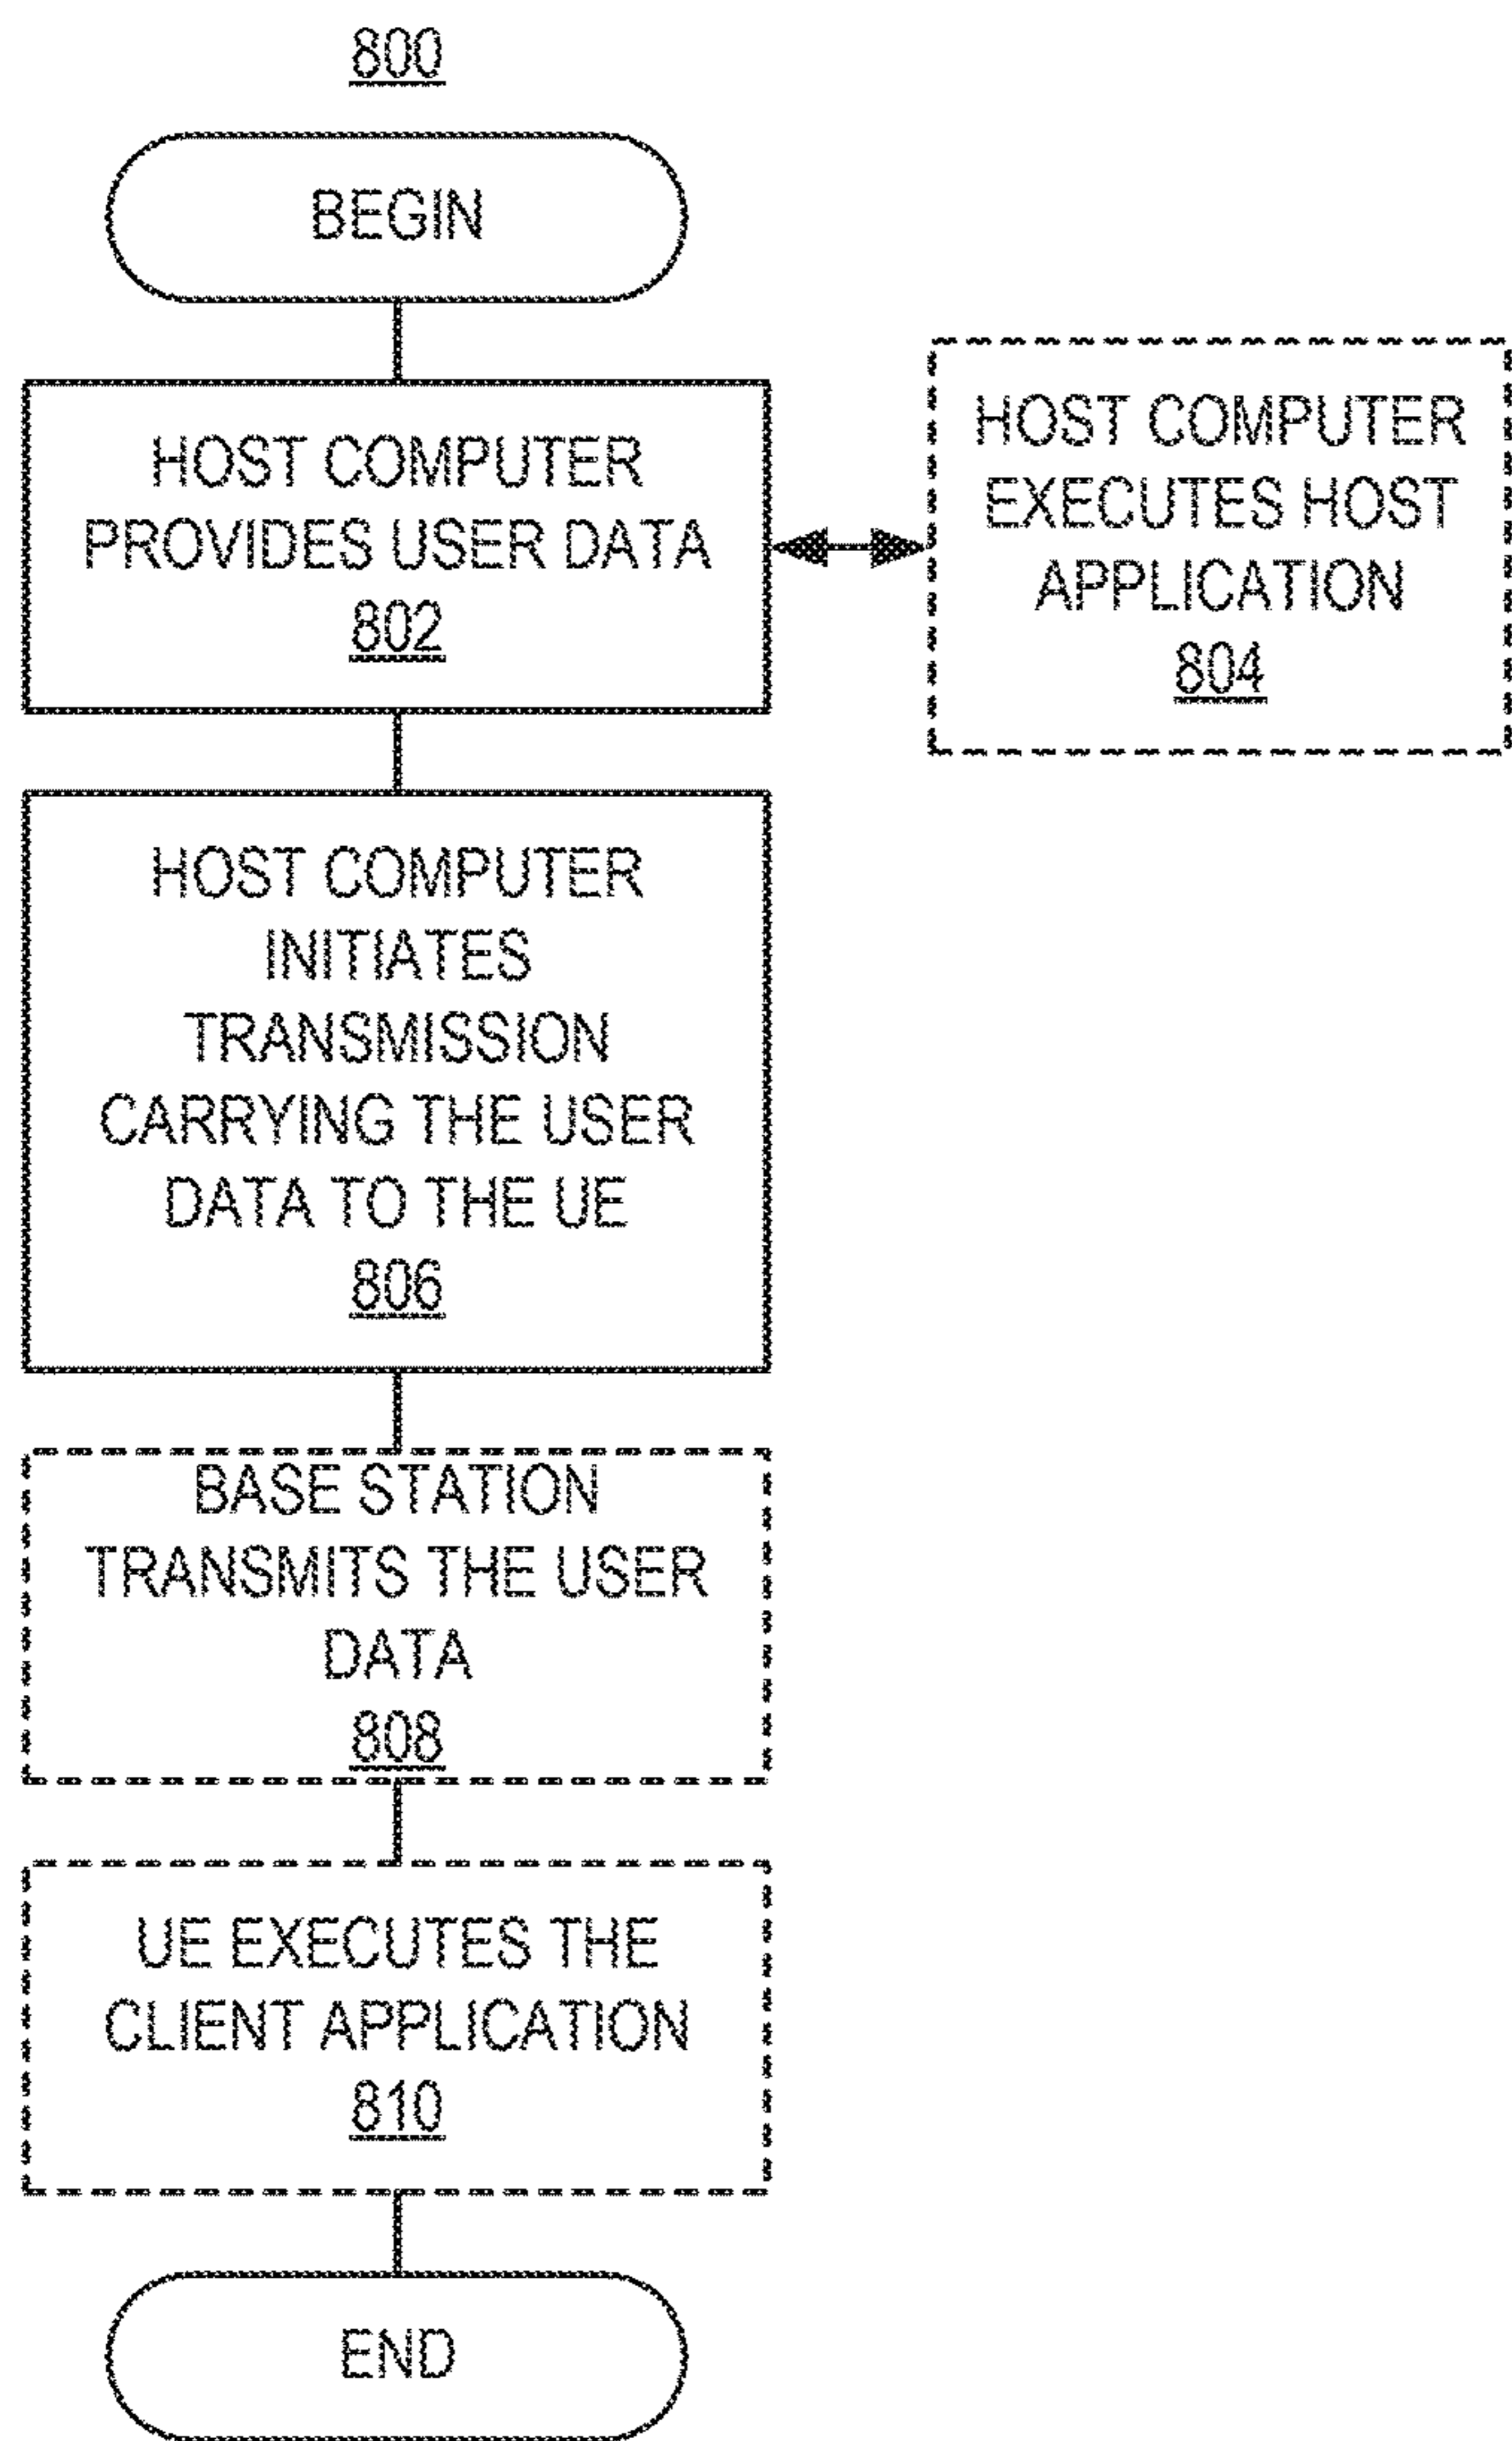 800
BEGIN
HOST COMPUTER
PROVIDES USER DATA
802
HOST COMPUTER
EXECUTES HOST
APPLICATION
804
HOST COMPUTER
INITIATES
TRANSMISSION
CARRYING THE USER
DATA TO THE UE
806
BASE STATION
TRANSMITS THE USER
DATA
808
UE EXECUTES THE
CLIENT APPLICATION
810
END